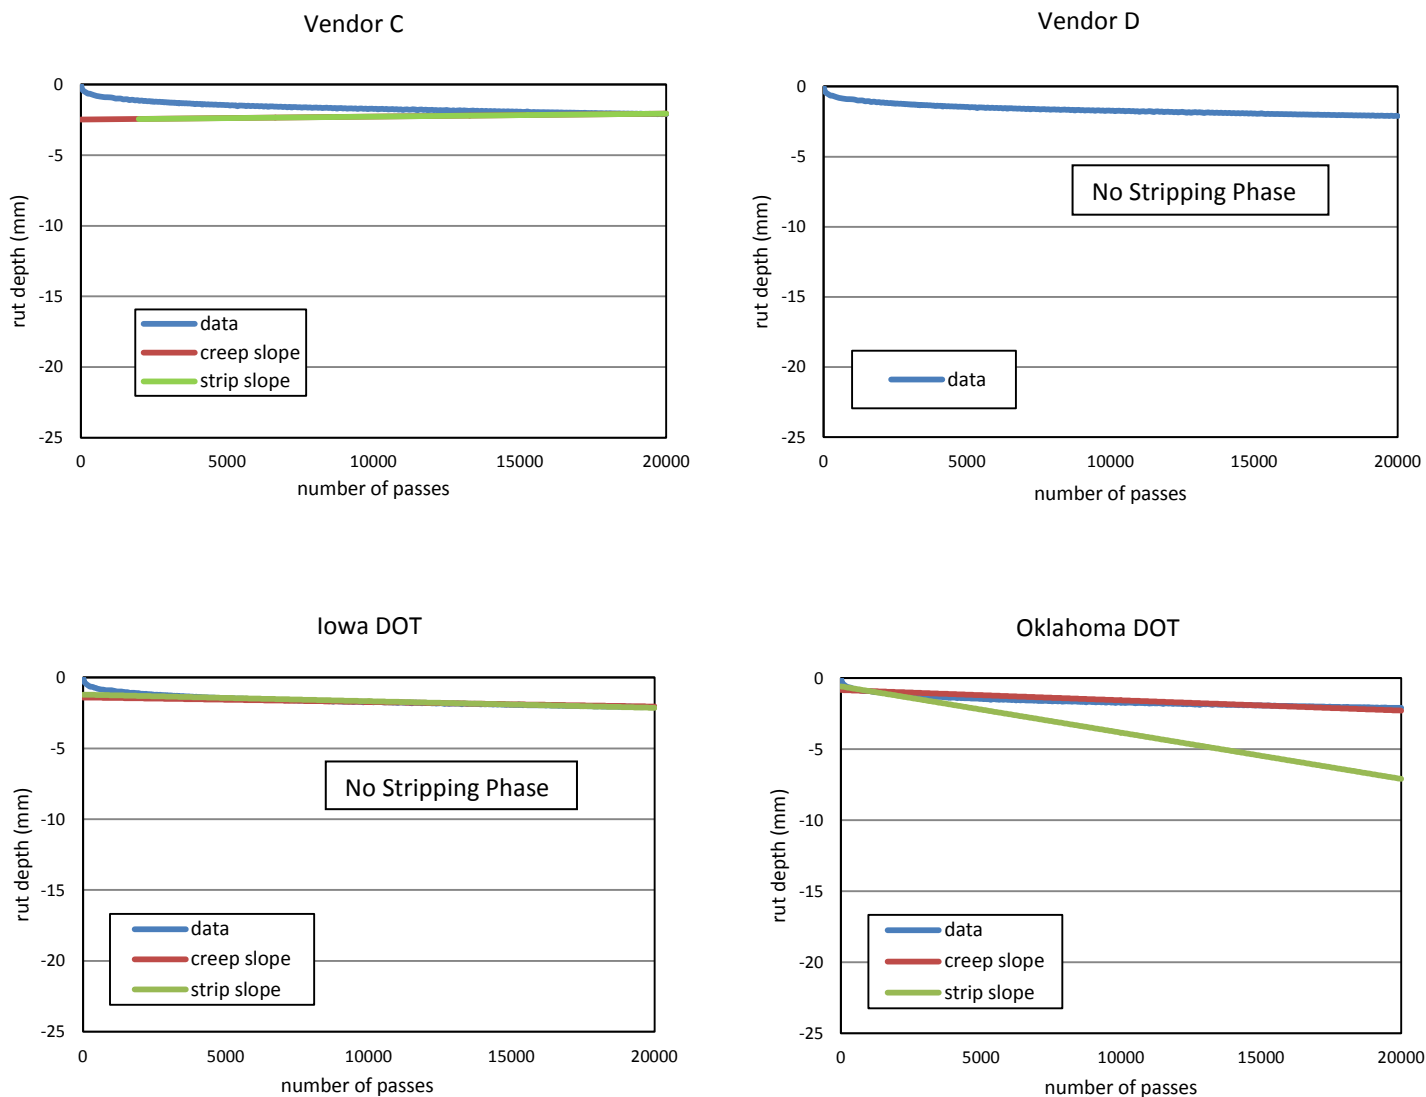 Vendor C
0
-5
-10
-15
-20
-25
rut depth (mm)
data
creep slope
strip slope
0 5000 10000 15000 20000
number of passes
Vendor D
0
-5
-10
-15
-20
-25
rut depth (mm)
No Stripping Phase
data
0 5000 10000 15000 20000
number of passes
Iowa DOT
0
-5
-10
-15
-20
-25
rut depth (mm)
No Stripping Phase
data
creep slope
strip slope
0 5000 10000 15000 20000
number of passes
Oklahoma DOT
0
-5
-10
-15
-20
-25
rut depth (mm)
data
creep slope
strip slope
0 5000 10000 15000 20000
number of passes